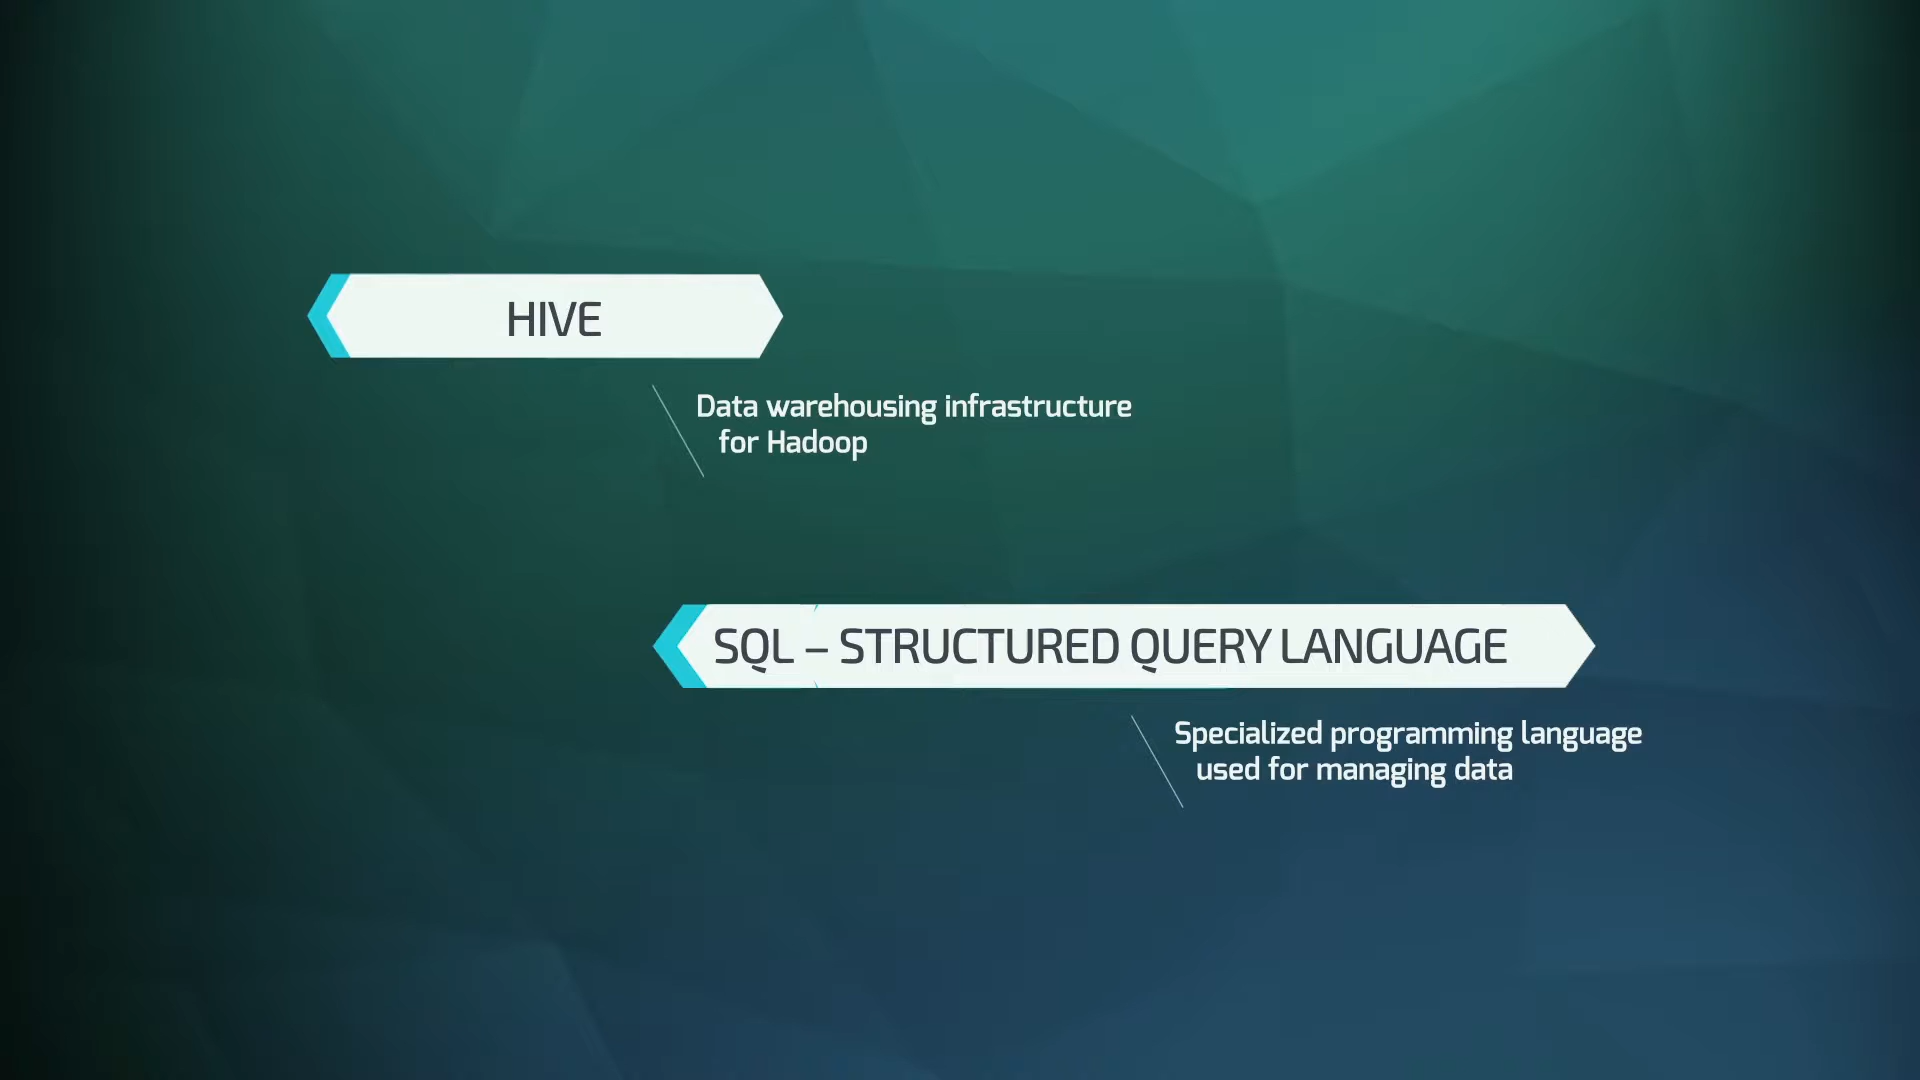 HIVE
Data warehousing infrastructure
for Hadoop
SQL – STRUCTURED QUERY LANGUAGE
Specialized programming language
used for managing data